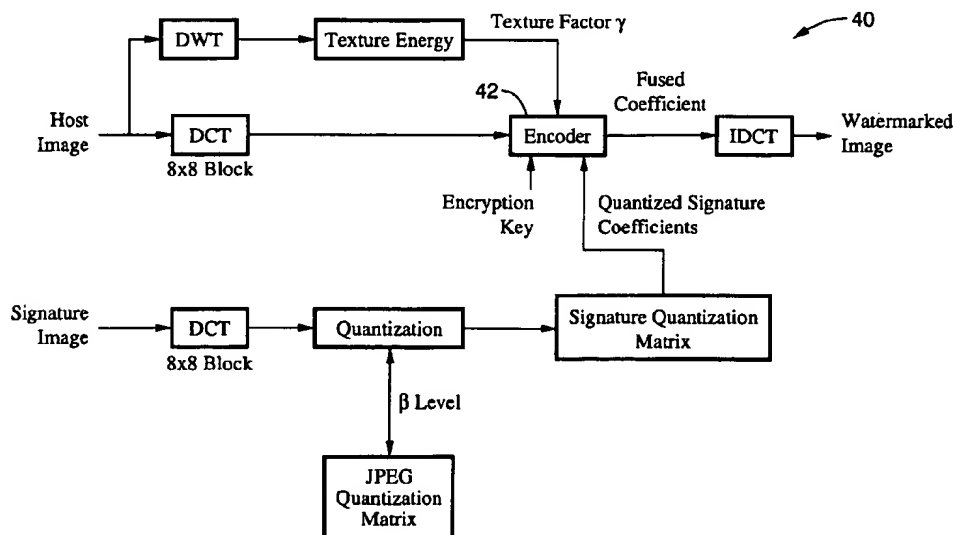 40
Texture Factor γ
DWT
Texture Energy
42
Fused
Coefficient
Host
Image
DCT
8x8 Block
Encoder
IDCT
Watermarked
Image
Encryption
Key
Quantized Signature
Coefficients
Signature
Image
DCT
8x8 Block
Quantization
Signature Quantization
Matrix
β Level
JPEG
Quantization
Matrix